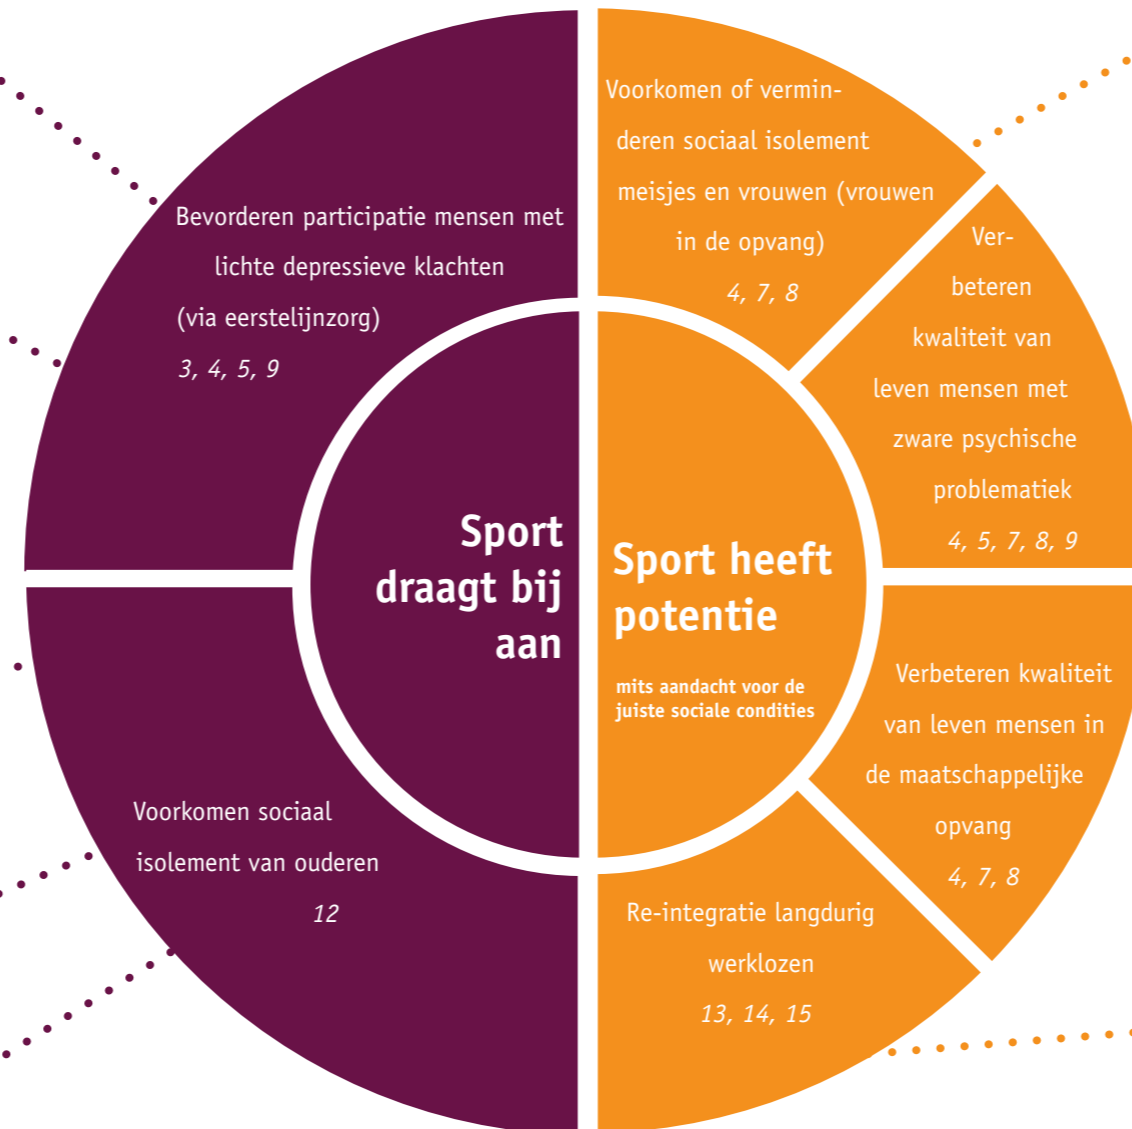 Bevorderen participatie mensen met
lichte depressieve klachten
(via eerstelijnzorg)
3, 4, 5, 9
Sport
draagt bij
aan
Voorkomen sociaal
isolement van ouderen
12
Voorkomen of vermin-
deren sociaal isolement
meisjes en vrouwen (vrouwen
in de opvang)
4, 7, 8
Ver-
beteren
kwaliteit van
leven mensen met
zware psychische
problematiek
4, 5, 7, 8, 9
Sport heeft
potentie
mits aandacht voor de
juiste sociale condities
Verbeteren kwaliteit
van leven mensen in
de maatschappelijke
opvang
4, 7, 8
Re-integratie langdurig
werklozen
13, 14, 15